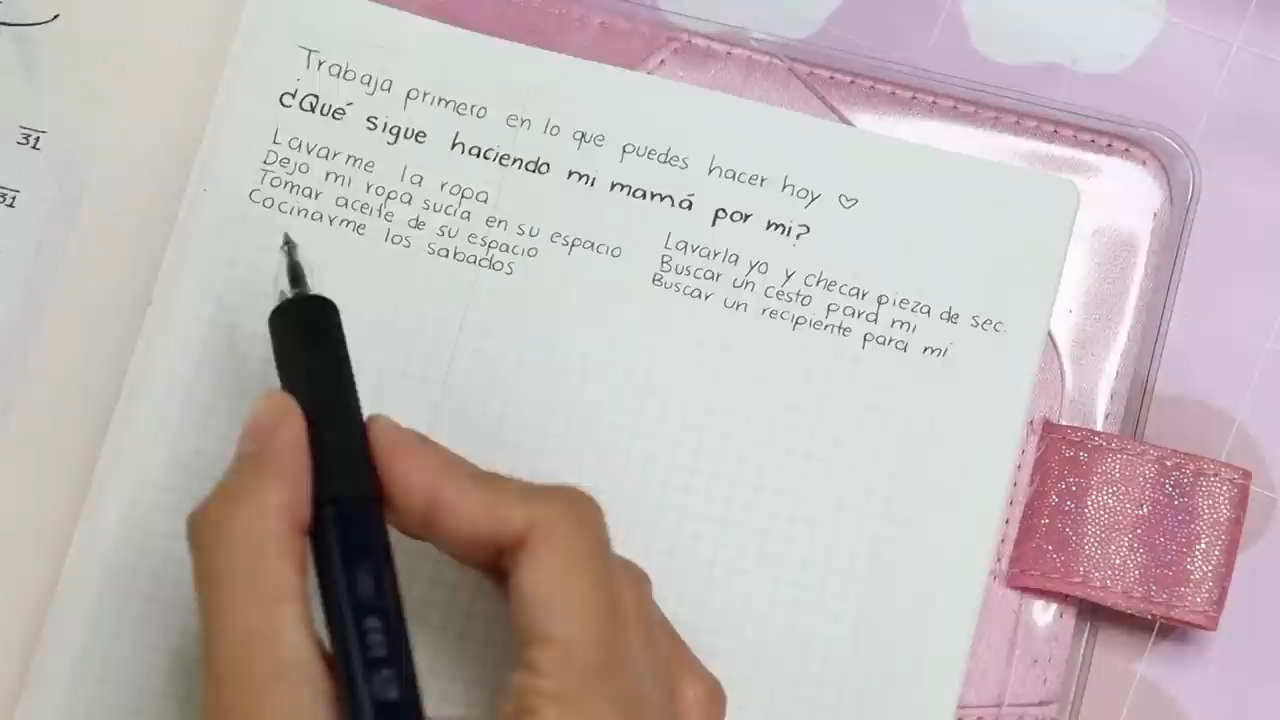 31
31
Trabaja primero en lo que puedes hacer hoy ♡
¿Qué sigue haciendo mi mamá por mi?
Lavarme la ropa
Dejo mi ropa sucia en su espacio
Tomar aceite de su espacio
Cocinarme los sabados
Lavarla yo y checar pieza de sec.
Buscar un cesto para mi
Buscar un recipiente para mi